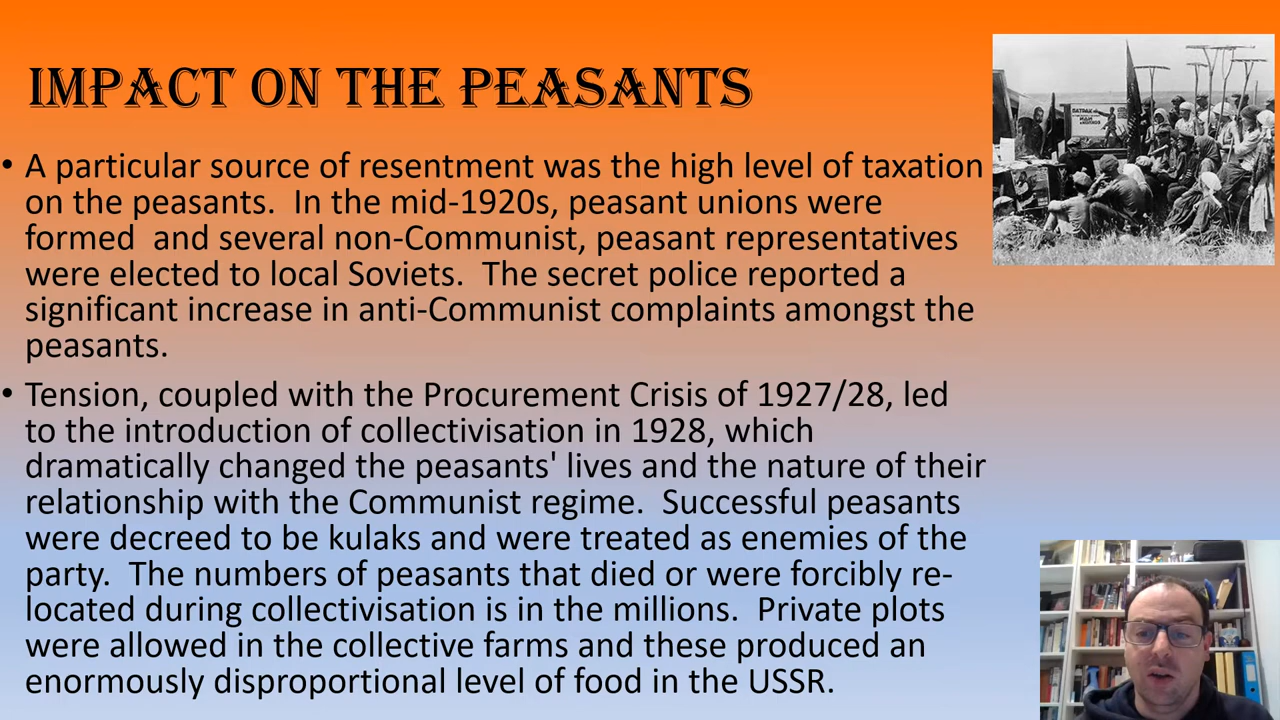 Impact on the Peasants
• A particular source of resentment was the high level of taxation
on the peasants.  In the mid-1920s, peasant unions were
formed  and several non-Communist, peasant representatives
were elected to local Soviets.  The secret police reported a
significant increase in anti-Communist complaints amongst the
peasants.
• Tension, coupled with the Procurement Crisis of 1927/28, led
to the introduction of collectivisation in 1928, which
dramatically changed the peasants' lives and the nature of their
relationship with the Communist regime.  Successful peasants
were decreed to be kulaks and were treated as enemies of the
party.  The numbers of peasants that died or were forcibly re-
located during collectivisation is in the millions.  Private plots
were allowed in the collective farms and these produced an
enormously disproportional level of food in the USSR.